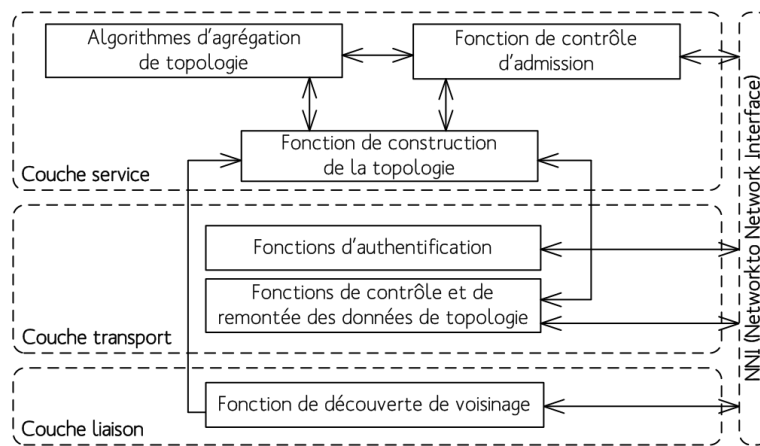 Algorithmes d'agrégation
de topologie
Fonction de contrôle
d'admission
Fonction de construction
de la topologie
Couche service
Fonctions d'authentification
Fonctions de contrôle et de
remontée des données de topologie
Couche transport
Fonction de découverte de voisinage
Couche liaison
NNI (Networkto Network Interface)